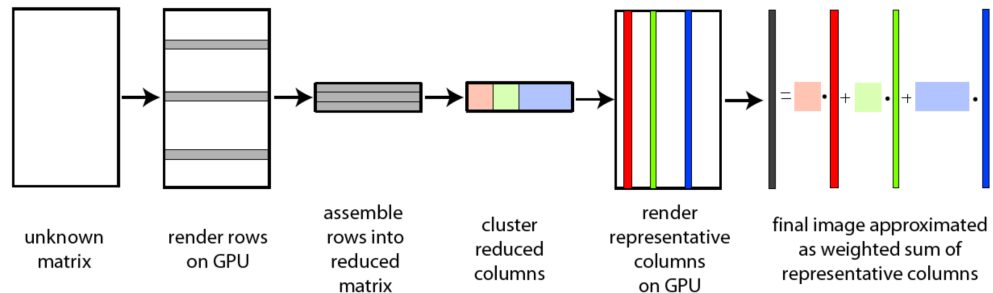 = · + · + ·
unknown
matrix
render rows
on GPU
assemble
rows into
reduced
matrix
cluster
reduced
columns
render
representative
columns
on GPU
final image approximated
as weighted sum of
representative columns